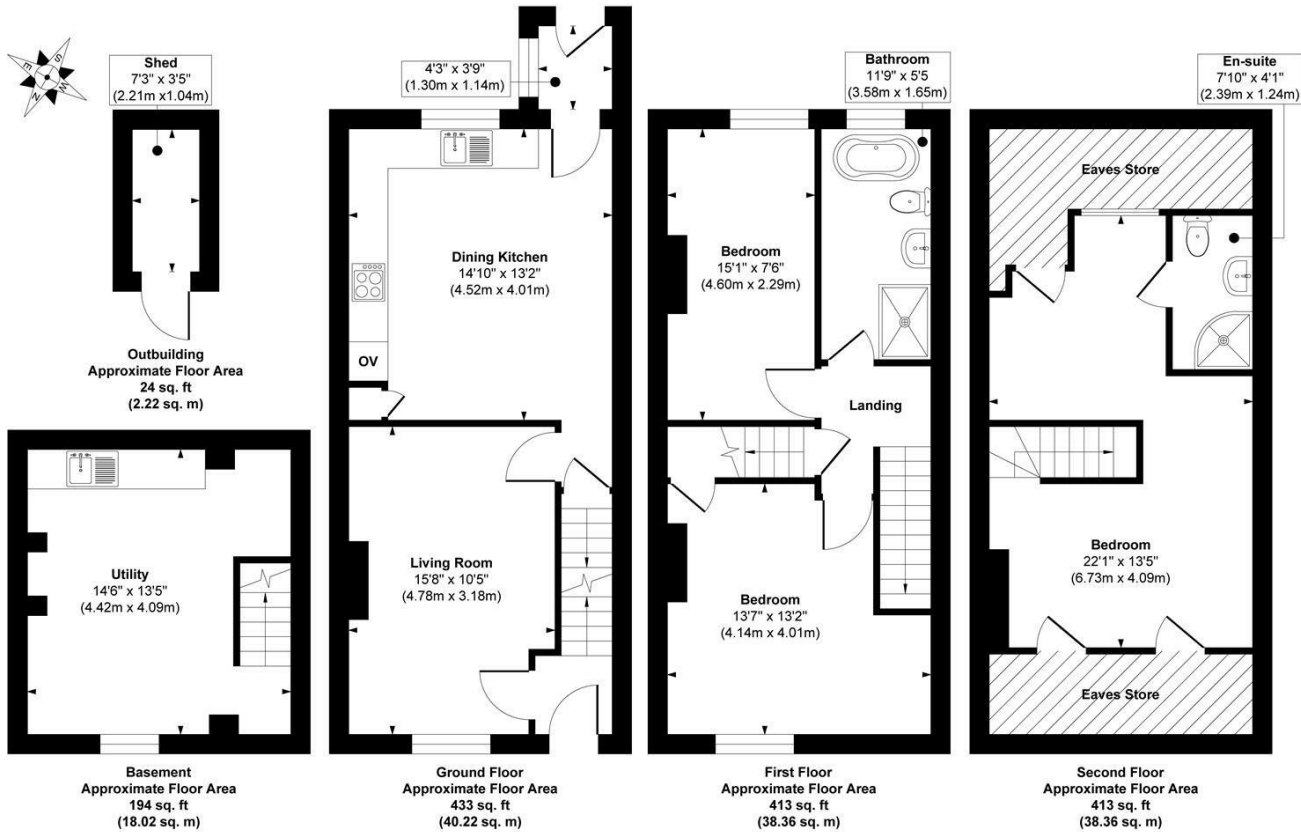 S
E
W
N
Shed
7'3" x 3'5"
(2.21m x1.04m)
Outbuilding
Approximate Floor Area
24 sq. ft
(2.22 sq. m)
Utility
14'6" x 13'5"
(4.42m x 4.09m)
Basement
Approximate Floor Area
194 sq. ft
(18.02 sq. m)
4'3" x 3'9"
(1.30m x 1.14m)
Dining Kitchen
14'10" x 13'2"
(4.52m x 4.01m)
OV
Living Room
15'8" x 10'5"
(4.78m x 3.18m)
Ground Floor
Approximate Floor Area
433 sq. ft
(40.22 sq. m)
Bathroom
11'9" x 5'5
(3.58m x 1.65m)
Bedroom
15'1" x 7'6"
(4.60m x 2.29m)
Landing
Bedroom
13'7" x 13'2"
(4.14m x 4.01m)
First Floor
Approximate Floor Area
413 sq. ft
(38.36 sq. m)
En-suite
7'10" x 4'1"
(2.39m x 1.24m)
Eaves Store
Bedroom
22'1" x 13'5"
(6.73m x 4.09m)
Eaves Store
Second Floor
Approximate Floor Area
413 sq. ft
(38.36 sq. m)